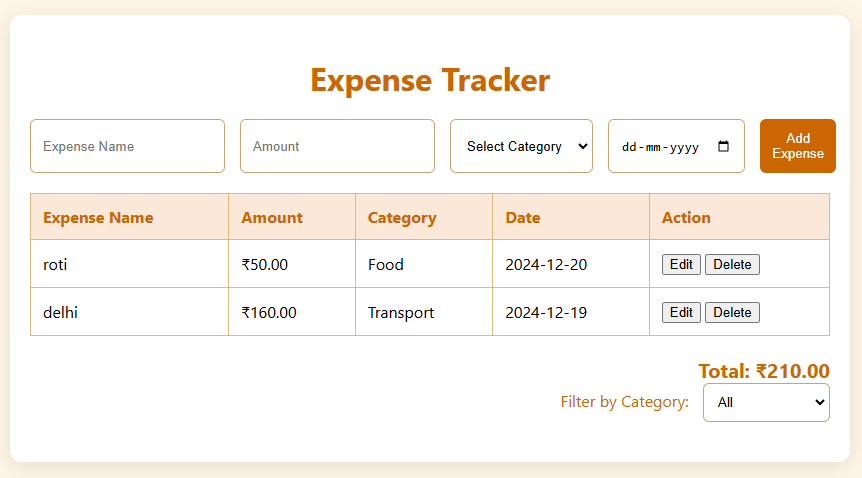 Expense Tracker
Expense Name Amount Select Category dd-mm-yyyy Add Expense
Expense Name Amount Category Date Action
roti ₹50.00 Food 2024-12-20 Edit Delete
delhi ₹160.00 Transport 2024-12-19 Edit Delete
Total: ₹210.00
Filter by Category: All